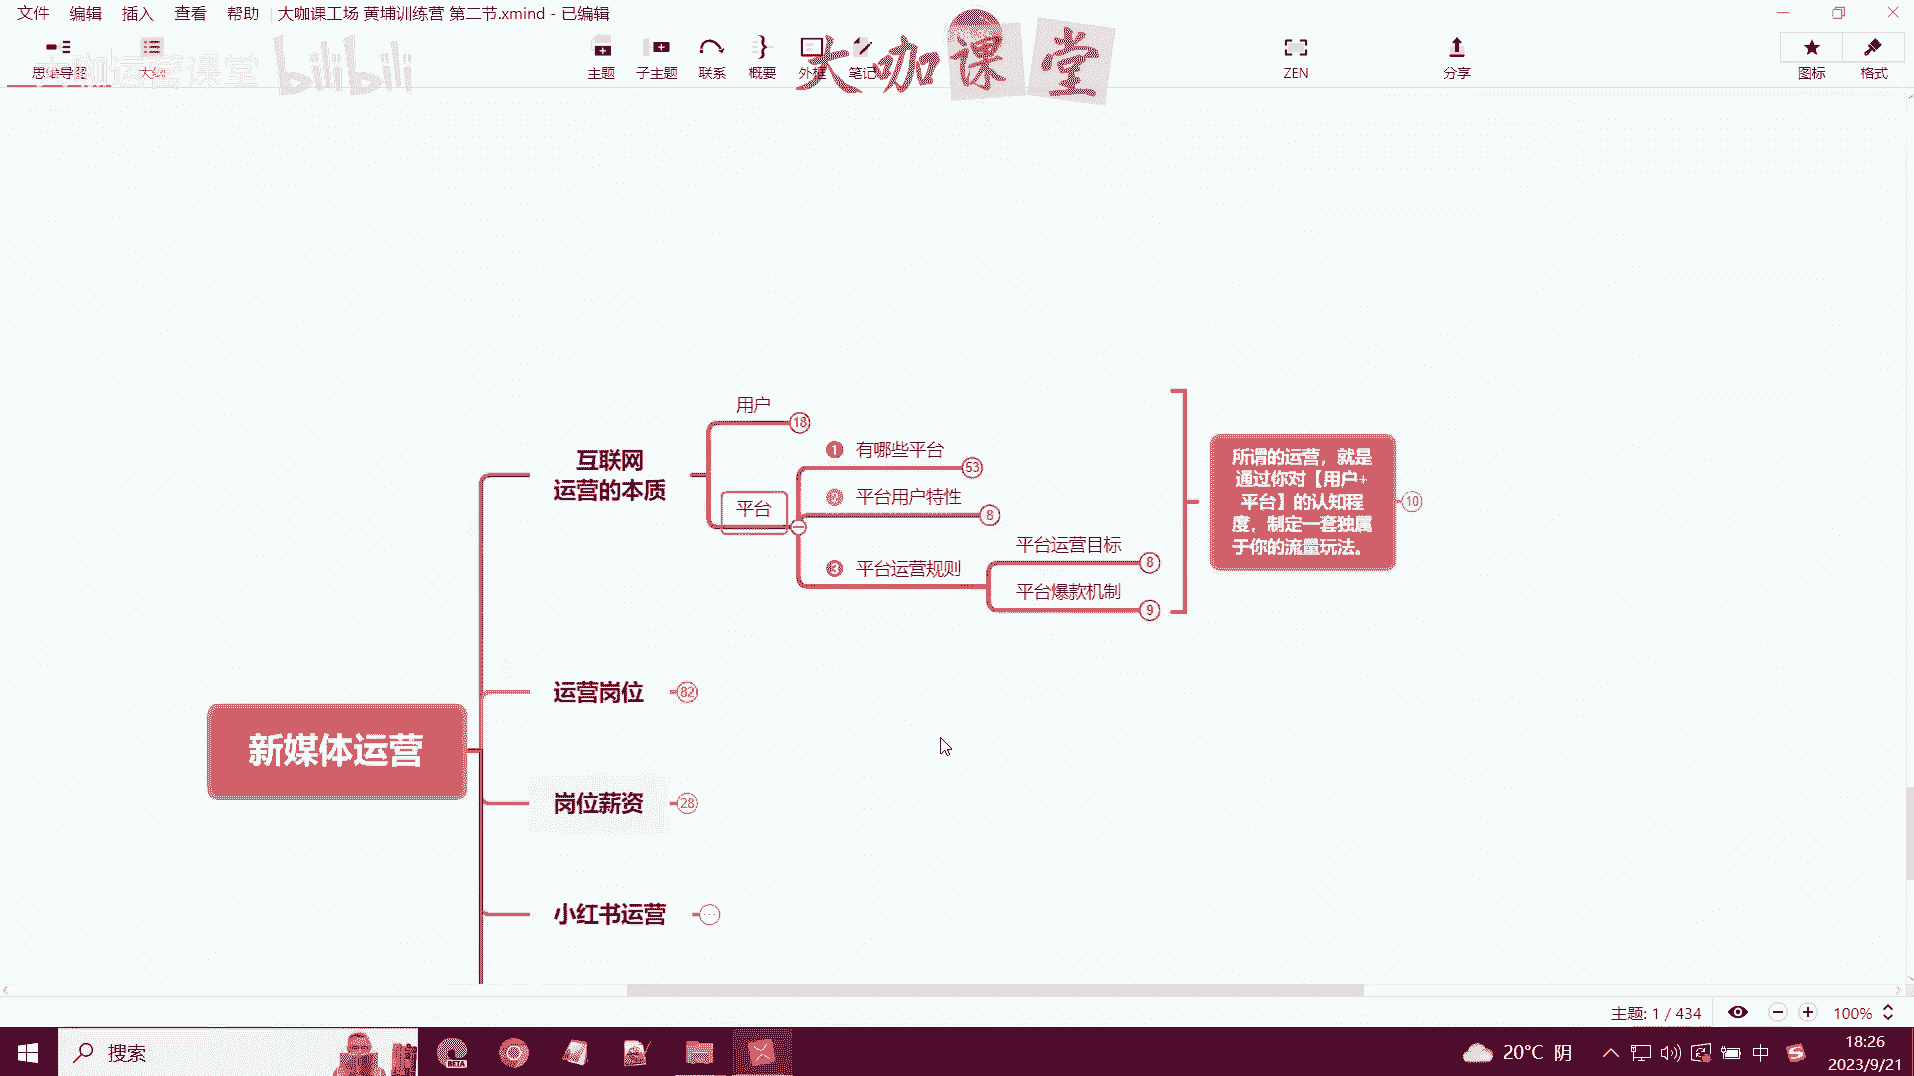 文件 编辑 插入 查看 帮助 大咖课工场 黄埔训练营 第二节.xmind - 已编辑
思维导图 大纲 主题 子主题 联系 概要 外框 笔记 ZEN 分享 图标 格式
大咖运营课堂 bilibili
大咖课堂
用户 18
1 有哪些平台 53
2 平台用户特性 8
互联网
运营的本质
平台
3 平台运营规则
平台运营目标 8
平台爆款机制 9
所谓的运营，就是
通过你对【用户+
平台】的认知程
度，制定一套独属
于你的流量玩法。
10
运营岗位 82
新媒体运营
岗位薪资 28
小红书运营
主题: 1 / 434 100%
搜索
BETA
20°C 阴
中
18:26
2023/9/21